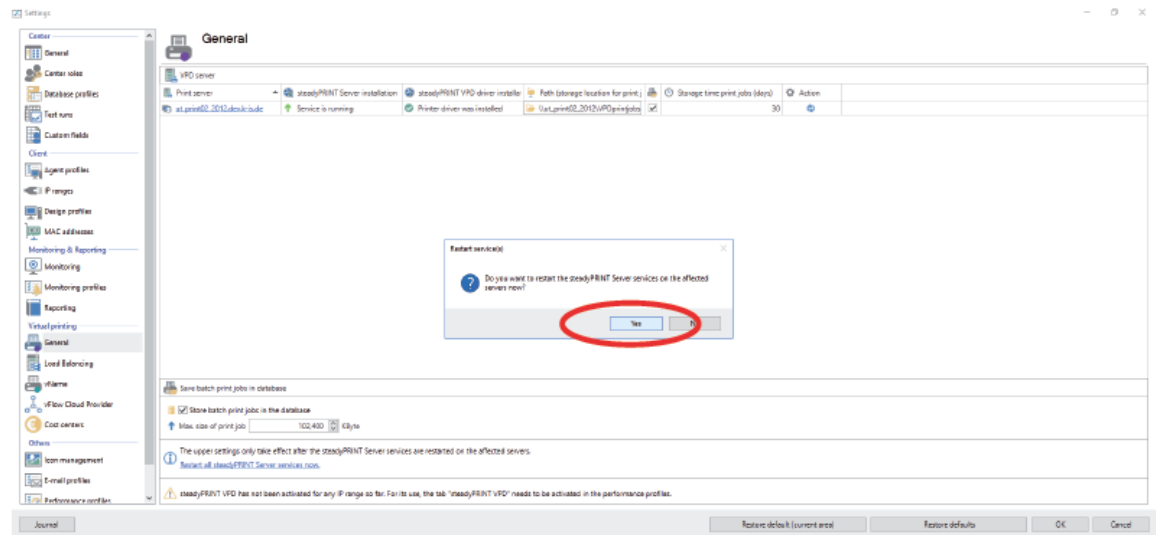 Settings
Center
General
Center roles
Database profiles
Test runs
Custom fields
Client
Agent profiles
IP ranges
Design profiles
MAC addresses
Monitoring & Reporting
Monitoring
Monitoring profiles
Reporting
Virtual printing
General
Load Balancing
vName
vFlow Cloud Provider
Cost centers
Others
Icon management
E-mail profiles
Performance profiles
General
VPD server
Print server steadyPRINT Server installation steadyPRINT VPD driver installa Path (storage location for print j Storage time print jobs (days) Action
Service is running Printer driver was installed 30
Restart service(s)
Do you want to restart the steadyPRINT Server services on the affected
servers now?
Yes
Save batch print jobs in database
Store batch print jobs in the database
Max. size of print job 102,400 KByte
The upper settings only take effect after the steadyPRINT Server services are restarted on the affected servers.
Restart all steadyPRINT Server services now.
steadyPRINT VPD has not been activated for any IP range so far. For its use, the tab "steadyPRINT VPD" needs to be activated in the performance profiles.
Journal Restore default (current area) Restore defaults OK Cancel